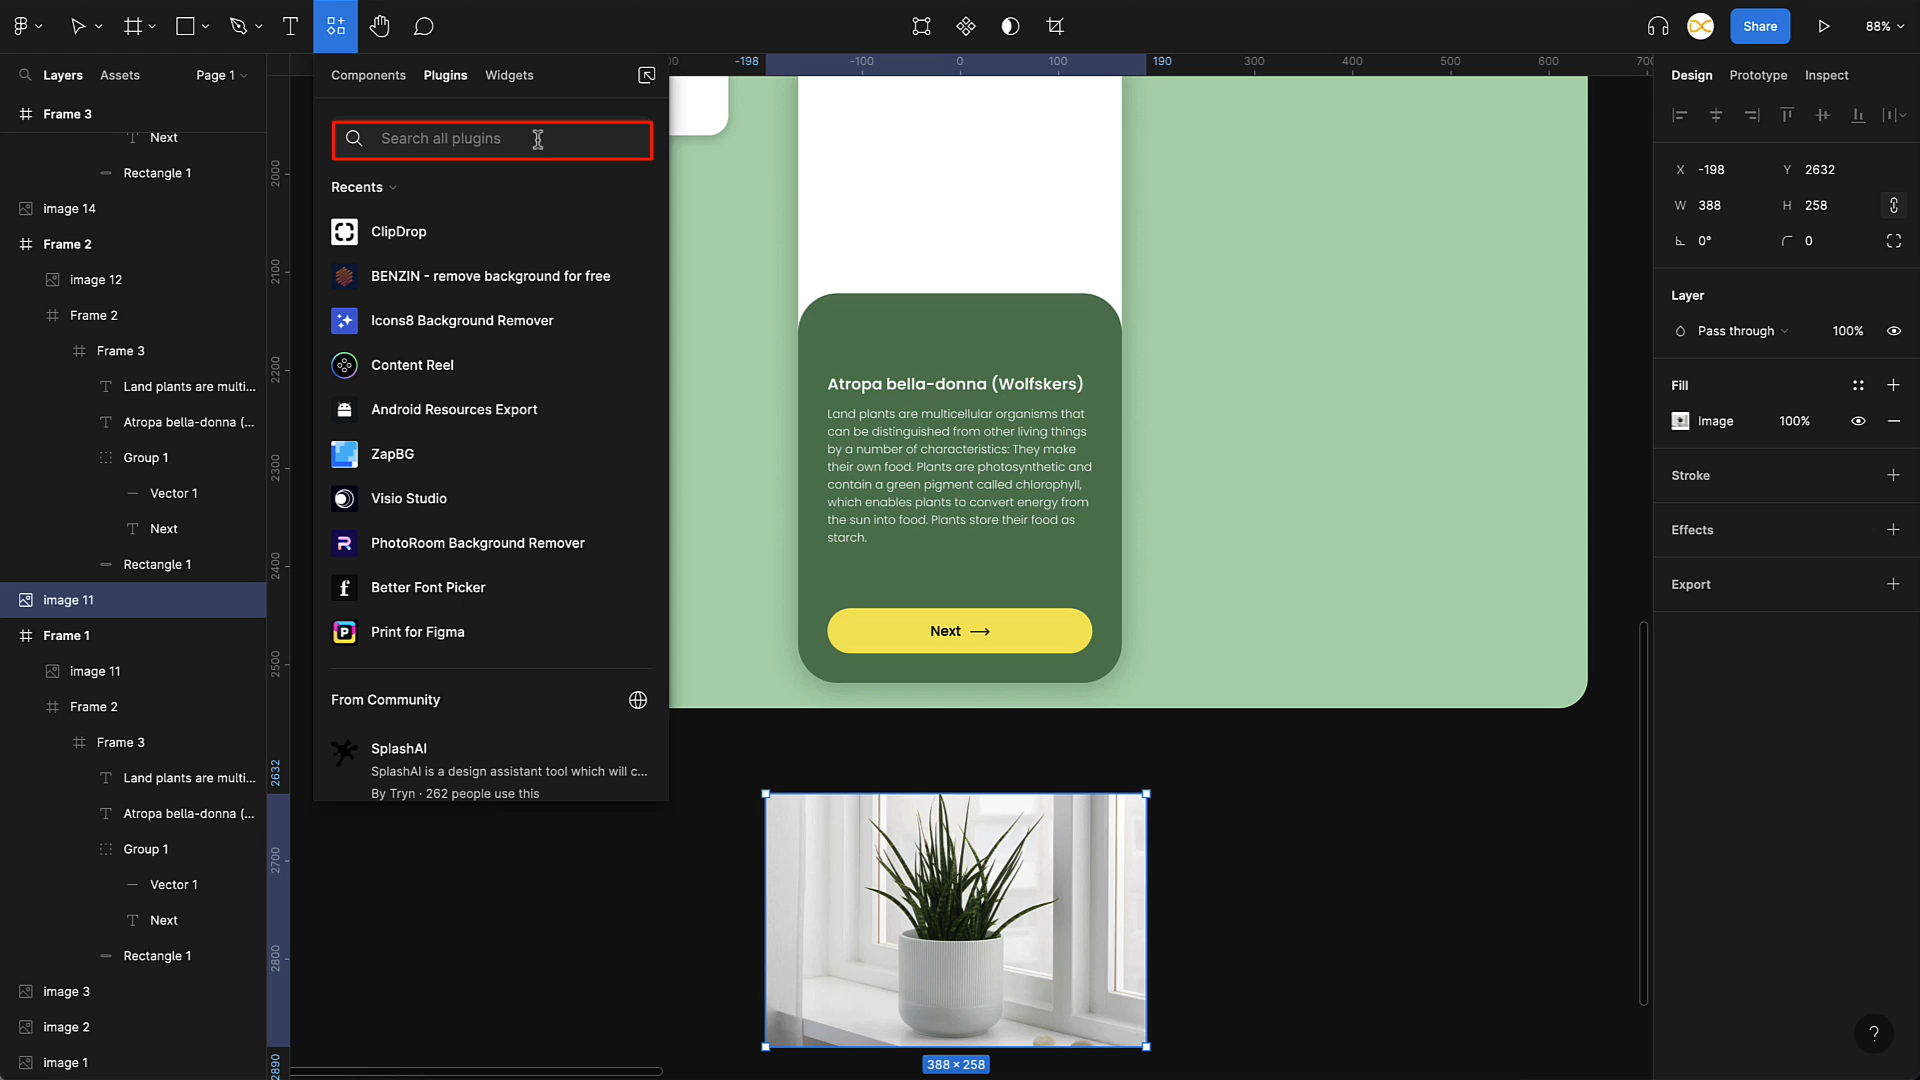 Share
88%
Layers
Assets
Page 1
Frame 3
Next
Rectangle 1
image 14
Frame 2
image 12
Frame 2
Frame 3
Land plants are multi...
Atropa bella-donna (...
Group 1
Vector 1
Next
Rectangle 1
image 11
Frame 1
image 11
Frame 2
Frame 3
Land plants are multi...
Atropa bella-donna (...
Group 1
Vector 1
Next
Rectangle 1
image 3
image 2
image 1
Components
Plugins
Widgets
Search all plugins
Recents
ClipDrop
BENZIN - remove background for free
Icons8 Background Remover
Content Reel
Android Resources Export
ZapBG
Visio Studio
PhotoRoom Background Remover
Better Font Picker
Print for Figma
From Community
SplashAI
SplashAI is a design assistant tool which will c...
By Tryn · 262 people use this
-198
-100
0
100
190
300
400
500
600
2000
2100
2200
2300
2400
2500
2632
2700
2800
2890
Atropa bella-donna (Wolfskers)
Land plants are multicellular organisms that
can be distinguished from other living things
by a number of characteristics: They make
their own food. Plants are photosynthetic and
contain a green pigment called chlorophyll,
which enables plants to convert energy from
the sun into food. Plants store their food as
starch.
Next
388 × 258
Design
Prototype
Inspect
X -198
Y 2632
W 388
H 258
0°
0
Layer
Pass through
100%
Fill
Image
100%
Stroke
Effects
Export
?